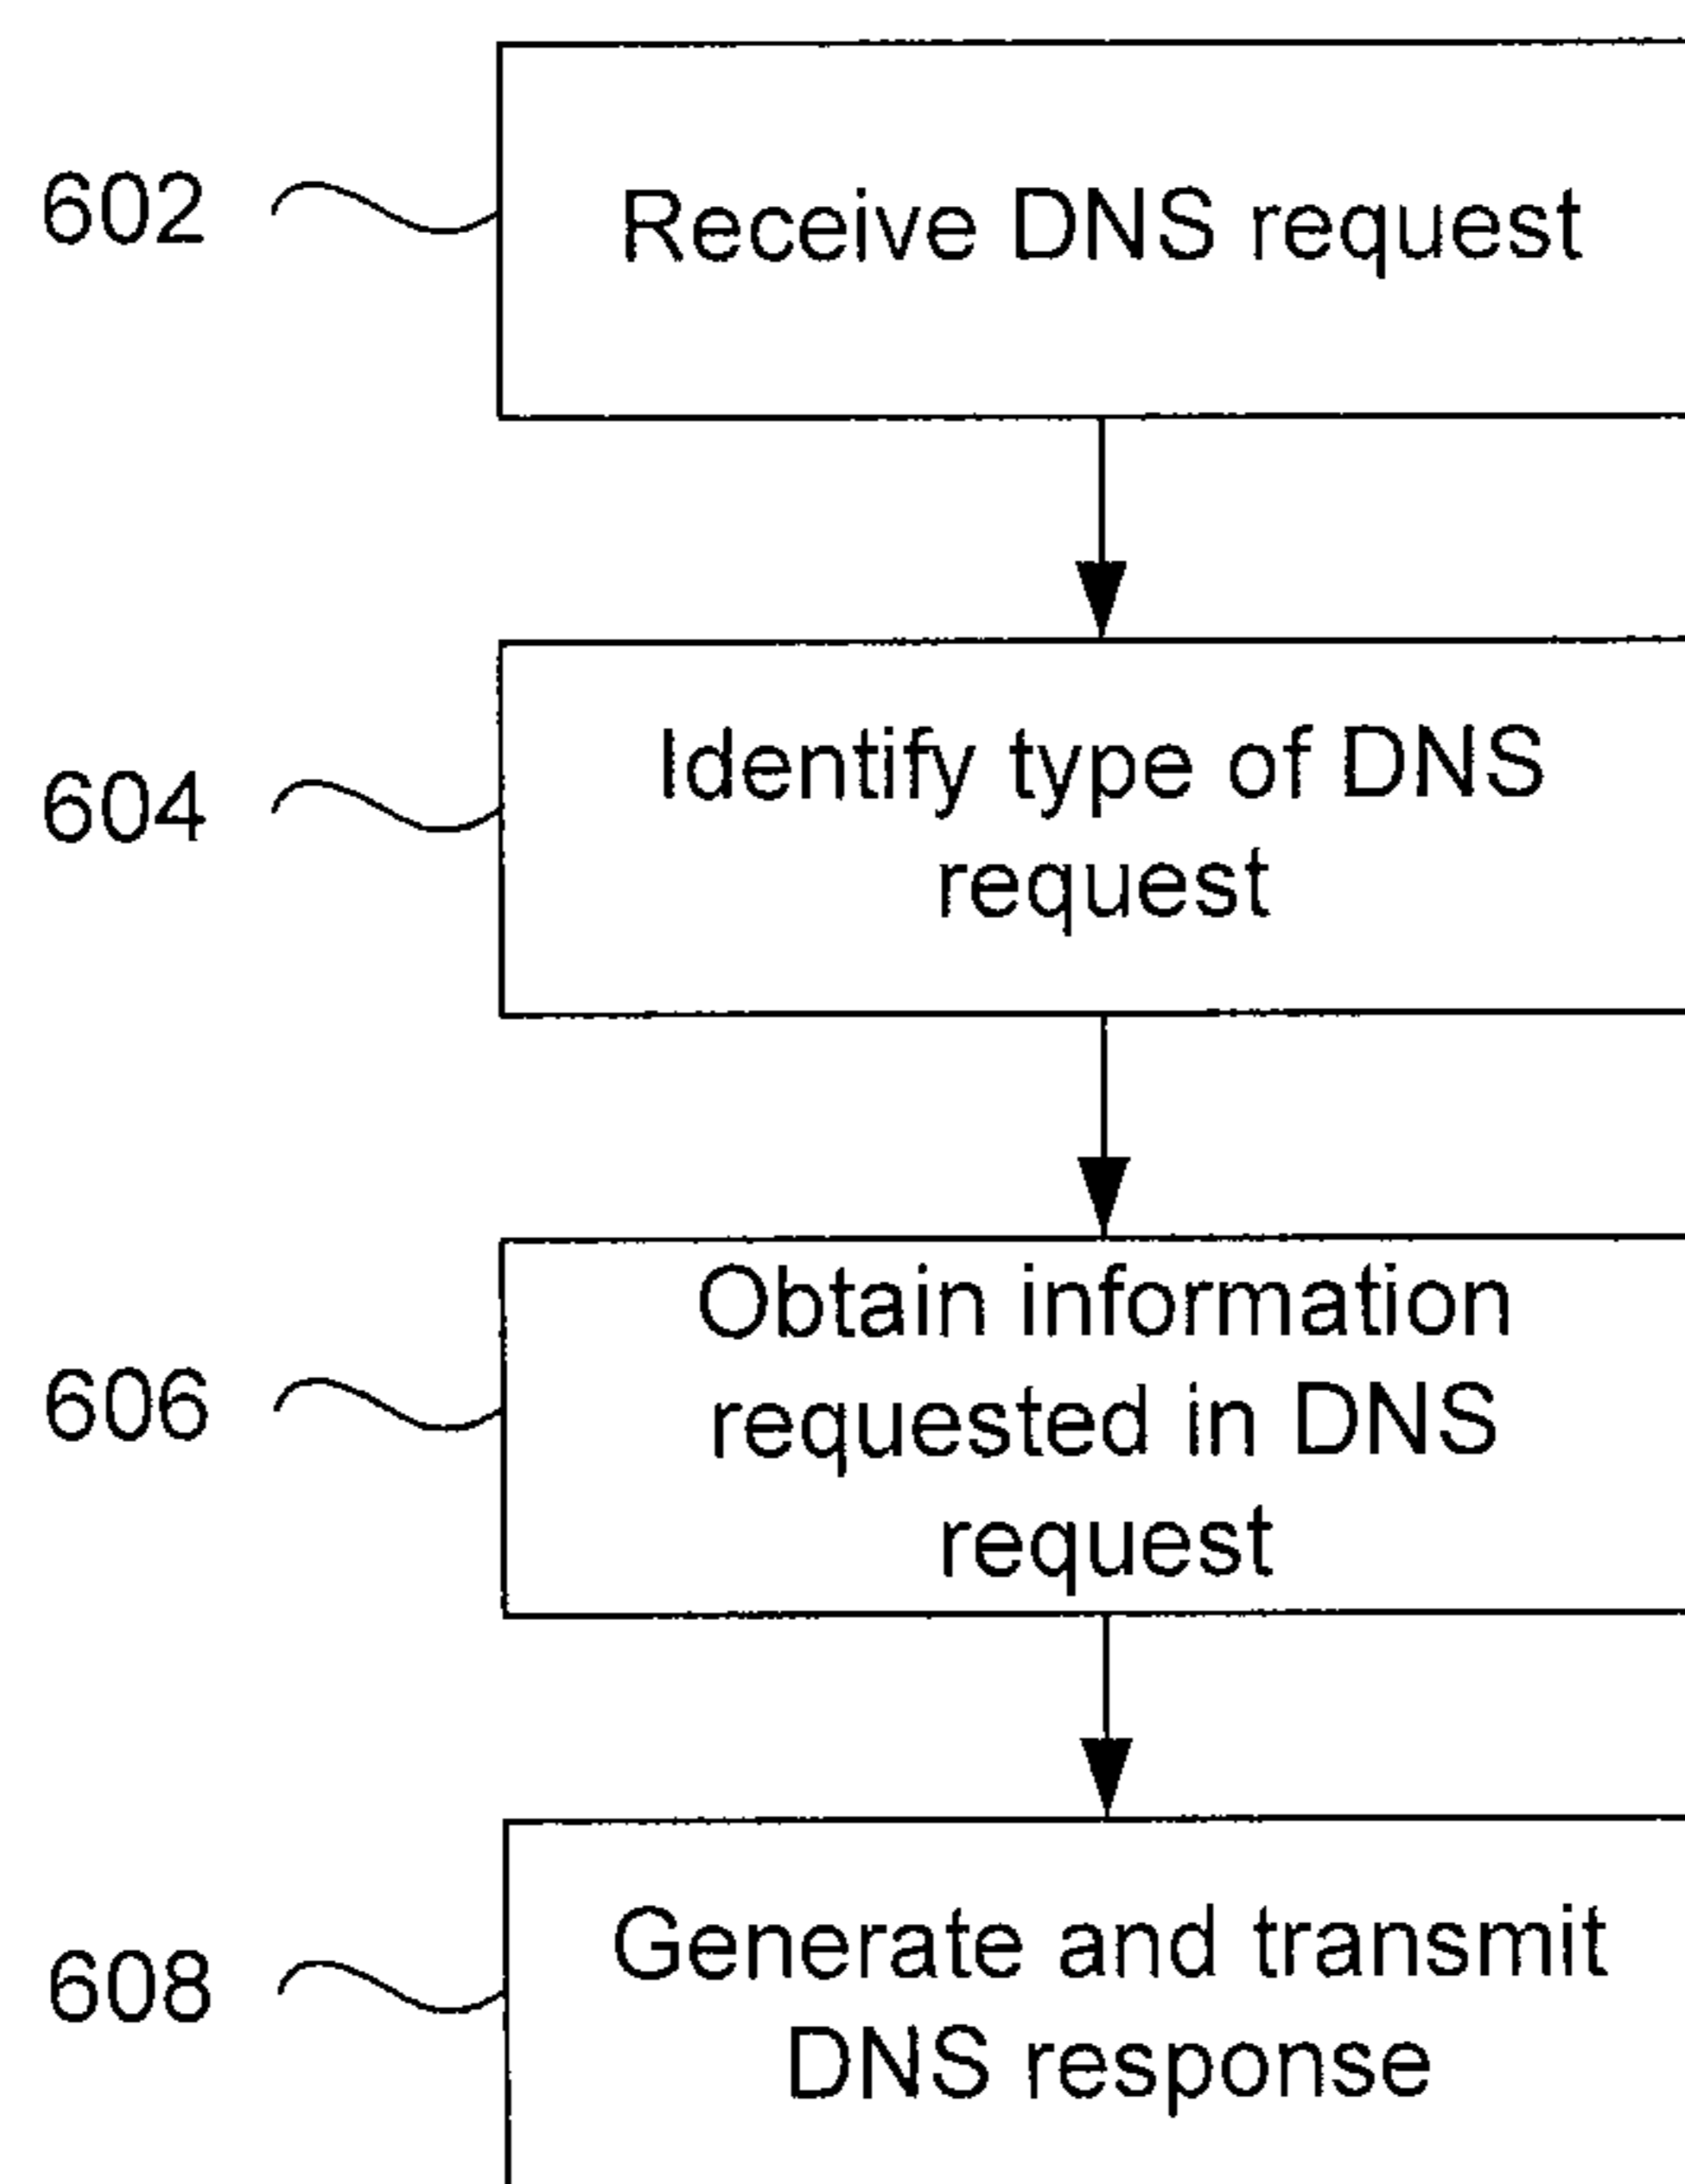 602
Receive DNS request
604
Identify type of DNS
request
606
Obtain information
requested in DNS
request
608
Generate and transmit
DNS response